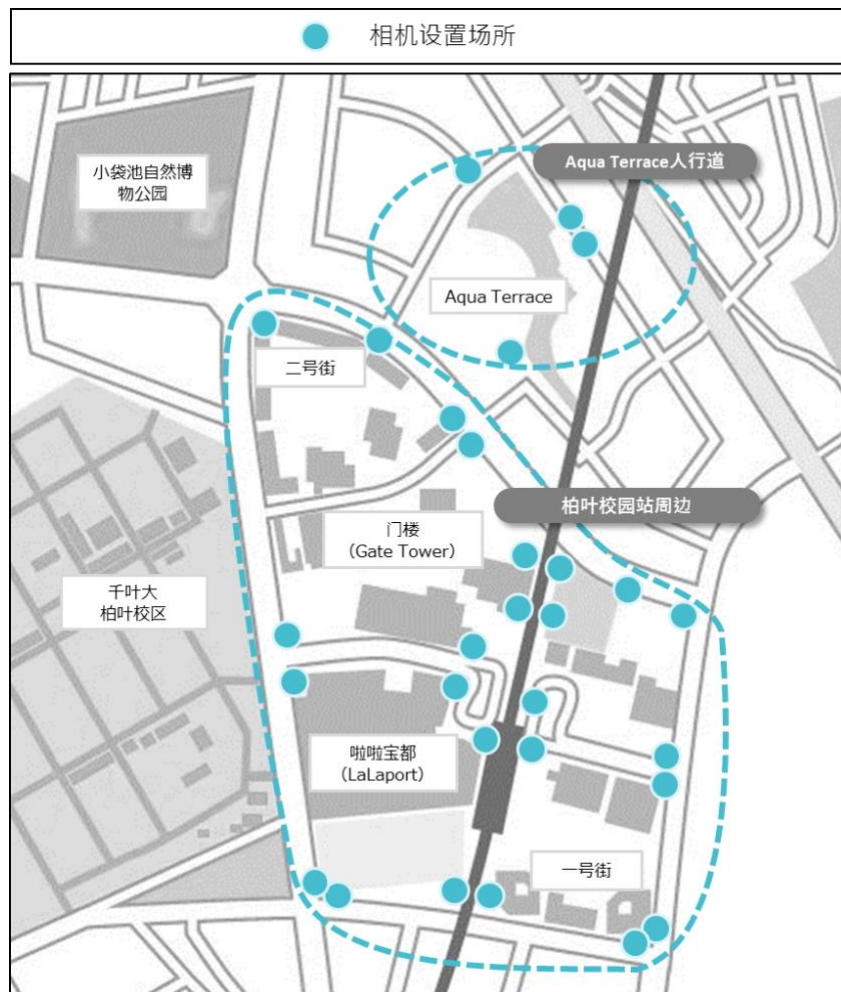 相机设置场所
Aqua Terrace人行道
小袋池自然博
物公园
Aqua Terrace
二号街
柏叶校园站周边
门楼
（Gate Tower）
千叶大
柏叶校区
啦啦宝都
（LaLaport）
一号街